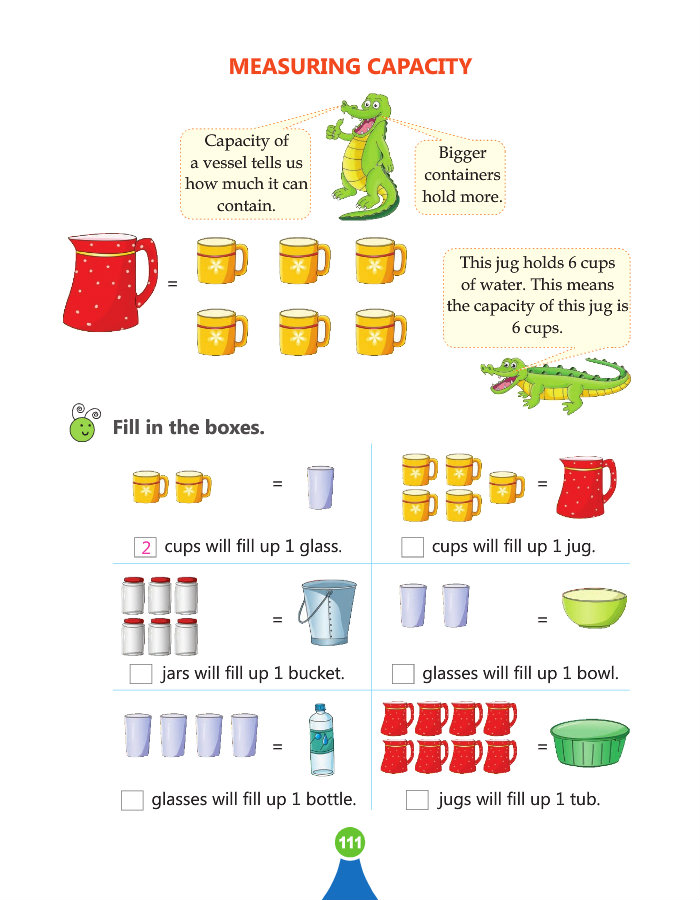 MEASURING CAPACITY
Capacity of
a vessel tells us
how much it can
contain.
Bigger
containers
hold more.
=
This jug holds 6 cups
of water. This means
the capacity of this jug is
6 cups.
Fill in the boxes.
=
=
2 cups will fill up 1 glass.
cups will fill up 1 jug.
=
=
jars will fill up 1 bucket.
glasses will fill up 1 bowl.
=
=
glasses will fill up 1 bottle.
jugs will fill up 1 tub.
111